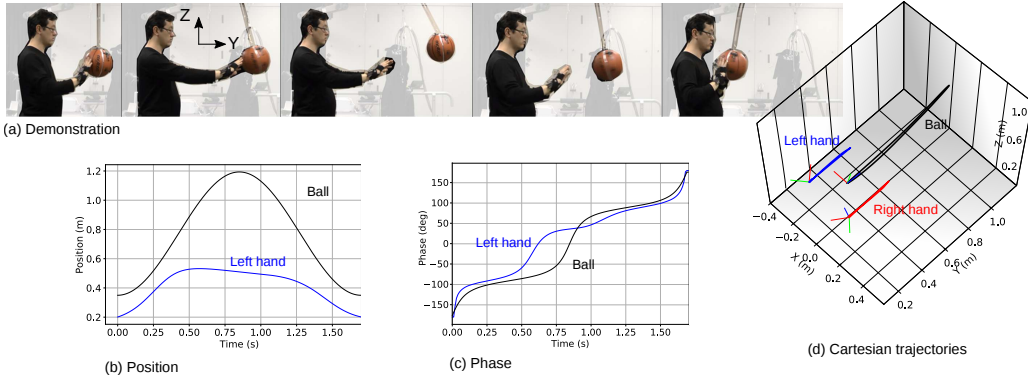 Z
Y
(a) Demonstration
1.2
1.0
0.8
0.6
0.4
0.2
Position (m)
Ball
Left hand
0.00 0.25 0.50 0.75 1.00 1.25 1.50
Time (s)
(b) Position
150
100
50
0
−50
−100
−150
Phase (deg)
Left hand
Ball
0.00 0.25 0.50 0.75 1.00 1.25 1.50
Time (s)
(c) Phase
Left hand
Ball
Right hand
1.0
0.6
0.2
Z (m)
−0.4
−0.2
0.0
0.2
0.4
X (m)
0.2
0.4
0.6
0.8
1.0
Y (m)
(d) Cartesian trajectories